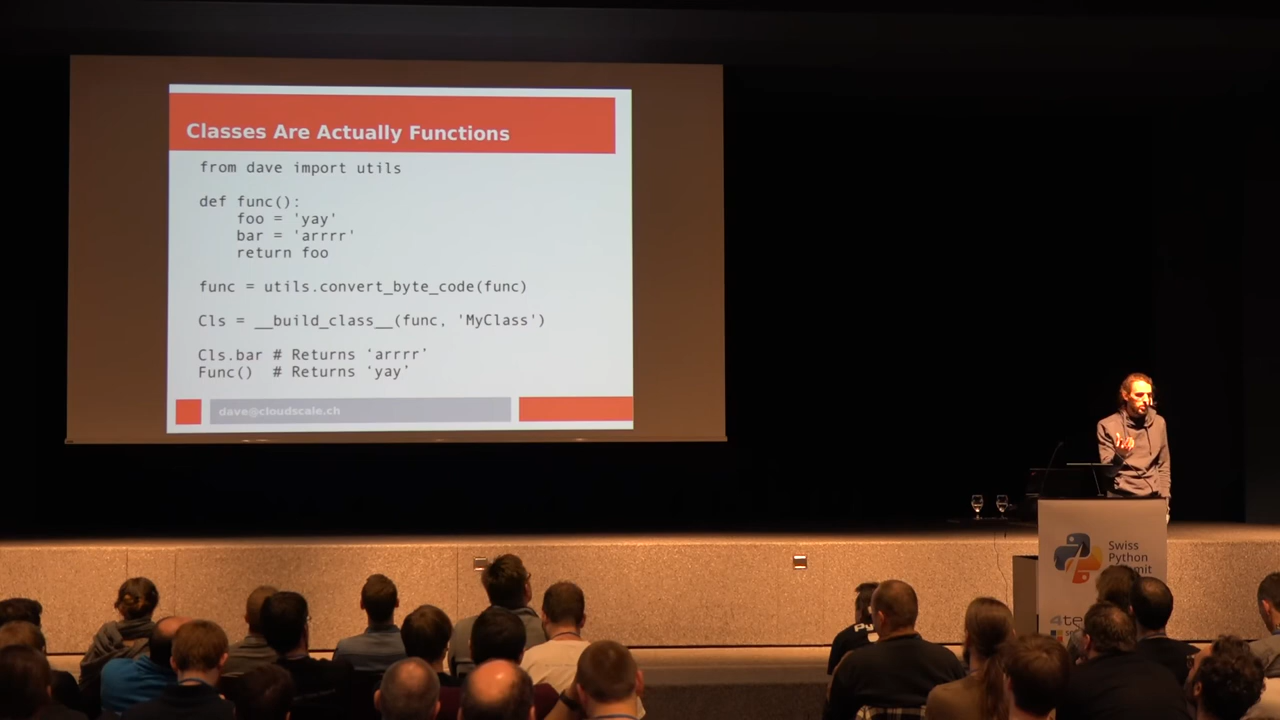 Classes Are Actually Functions
from dave import utils
def func():
    foo = 'yay'
    bar = 'arrrr'
    return foo
func = utils.convert_byte_code(func)
Cls = __build_class__(func, 'MyClass')
Cls.bar # Returns ‘arrrr’
Func()  # Returns ‘yay’
dave@cloudscale.ch
Swiss
Python